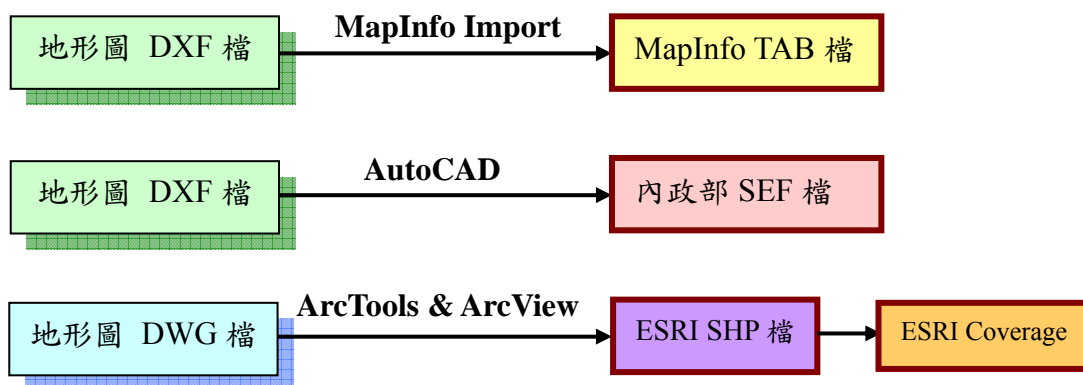 地形圖 DXF 檔
MapInfo Import
MapInfo TAB 檔
地形圖 DXF 檔
AutoCAD
內政部 SEF 檔
地形圖 DWG 檔
ArcTools & ArcView
ESRI SHP 檔
ESRI Coverage